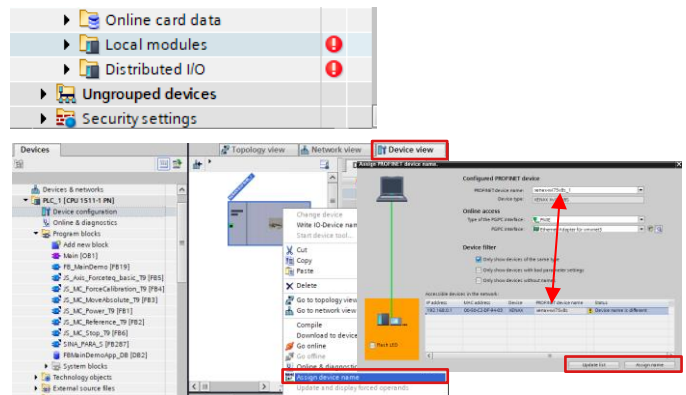 Online card data
Local modules
Distributed I/O
Ungrouped devices
Security settings
Devices
Topology view
Network view
Device view
Devices & networks
PLC_1 [CPU 1511-1 PN]
Device configuration
Online & diagnostics
Program blocks
Add new block
Main [OB1]
FB_MainDemo [FB19]
JS_Axis_Forceteq_basic_T9 [FB5]
JS_MC_ForceCalibration_T9 [FB4]
JS_MC_MoveAbsolute_T9 [FB3]
JS_MC_Power_T9 [FB1]
JS_MC_Reference_T9 [FB2]
JS_MC_Stop_T9 [FB6]
SINA_PARA_S [FB287]
FBMainDemoApp_DB [DB2]
System blocks
Technology objects
External source files
Change device
Write IO-Device name
Start device tool...
Cut
Copy
Paste
Delete
Go to topology view
Go to network view
Compile
Download to device
Go online
Go offline
Online & diagnostics
Assign device name
Update and display forced operands
Assign PROFINET device name.
Configured PROFINET device
PROFINET device name:
Device type:
Online access
Type of the PG/PC interface:
PN/IE
PG/PC interface:
Device filter
Only show devices of the same type
Only show devices with bad parameter settings
Only show devices without names
Accessible devices in the network:
IP address
MAC address
Device
PROFINET device name
Status
192.168.0.1
XENAX
Device name is different
Flash LED
Update list
Assign name